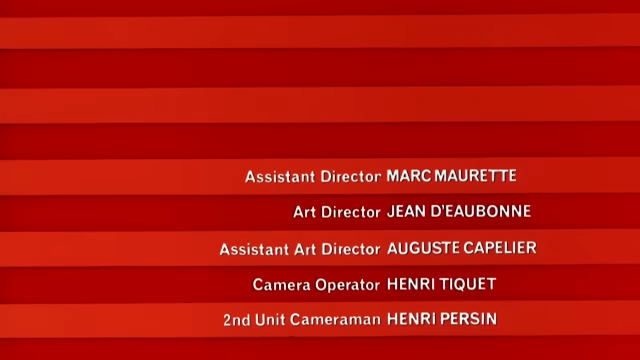 Assistant Director MARC MAURETTE
Art Director JEAN D'EAUBONNE
Assistant Art Director AUGUSTE CAPELIER
Camera Operator HENRI TIQUET
2nd Unit Cameraman HENRI PERSIN